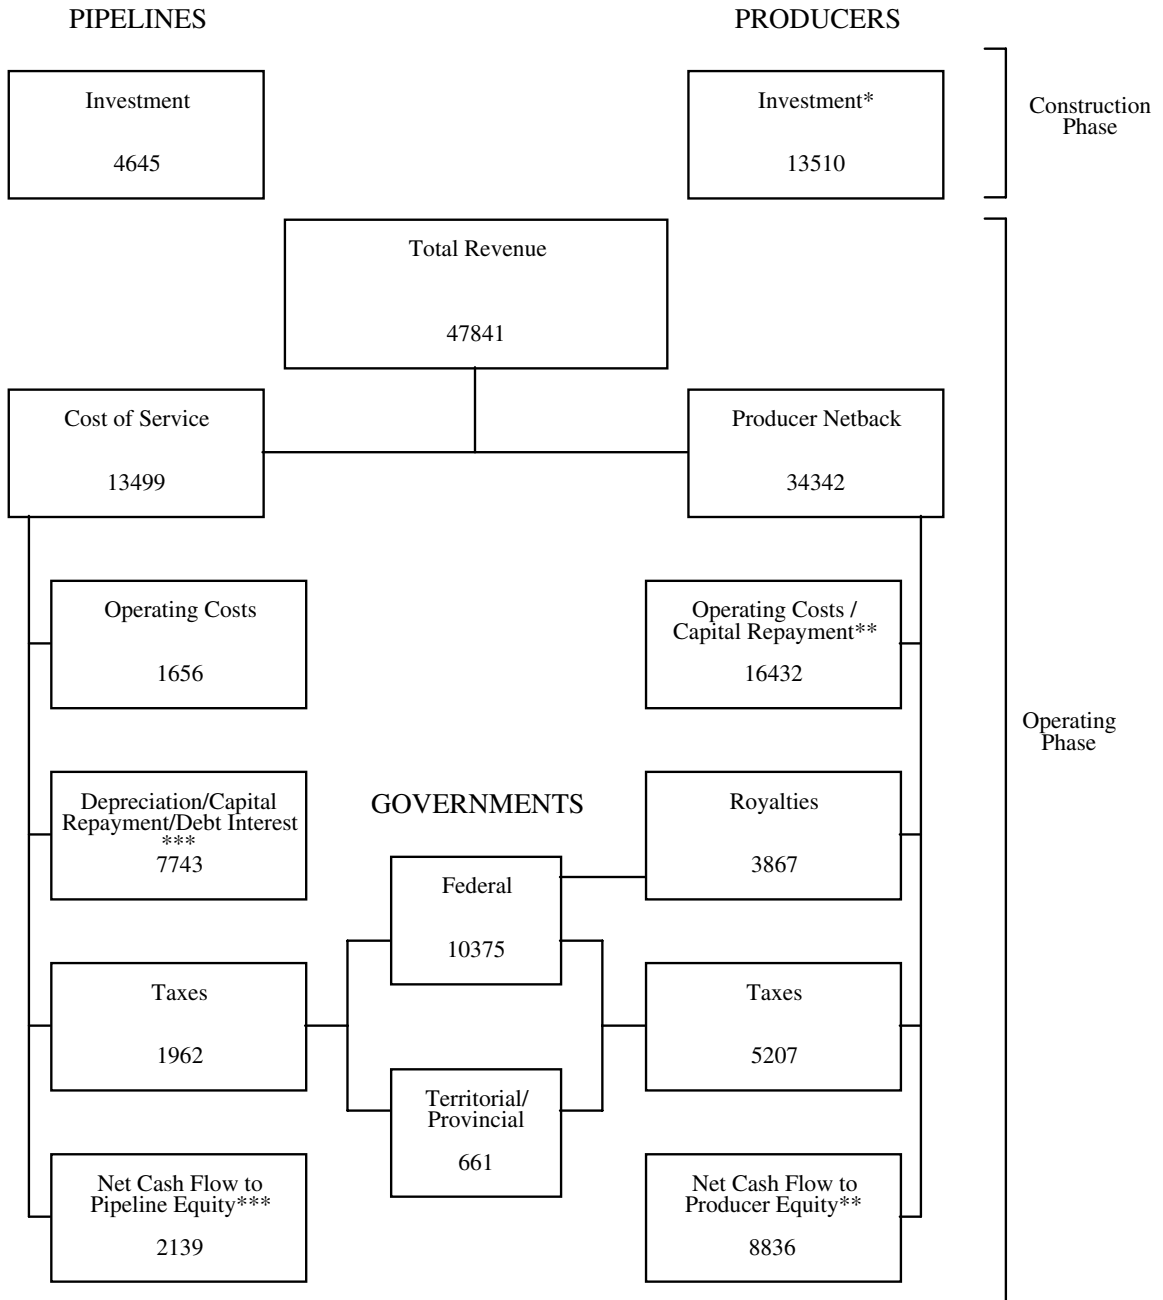 PIPELINES
PRODUCERS
Investment
4645
Investment*
13510
Construction
Phase
Total Revenue
47841
Cost of Service
13499
Producer Netback
34342
Operating Costs
1656
Operating Costs /
Capital Repayment**
16432
Operating
Phase
Depreciation/Capital
Repayment/Debt Interest
***
7743
GOVERNMENTS
Royalties
3867
Federal
10375
Taxes
1962
Taxes
5207
Territorial/
Provincial
661
Net Cash Flow to
Pipeline Equity***
2139
Net Cash Flow to
Producer Equity**
8836